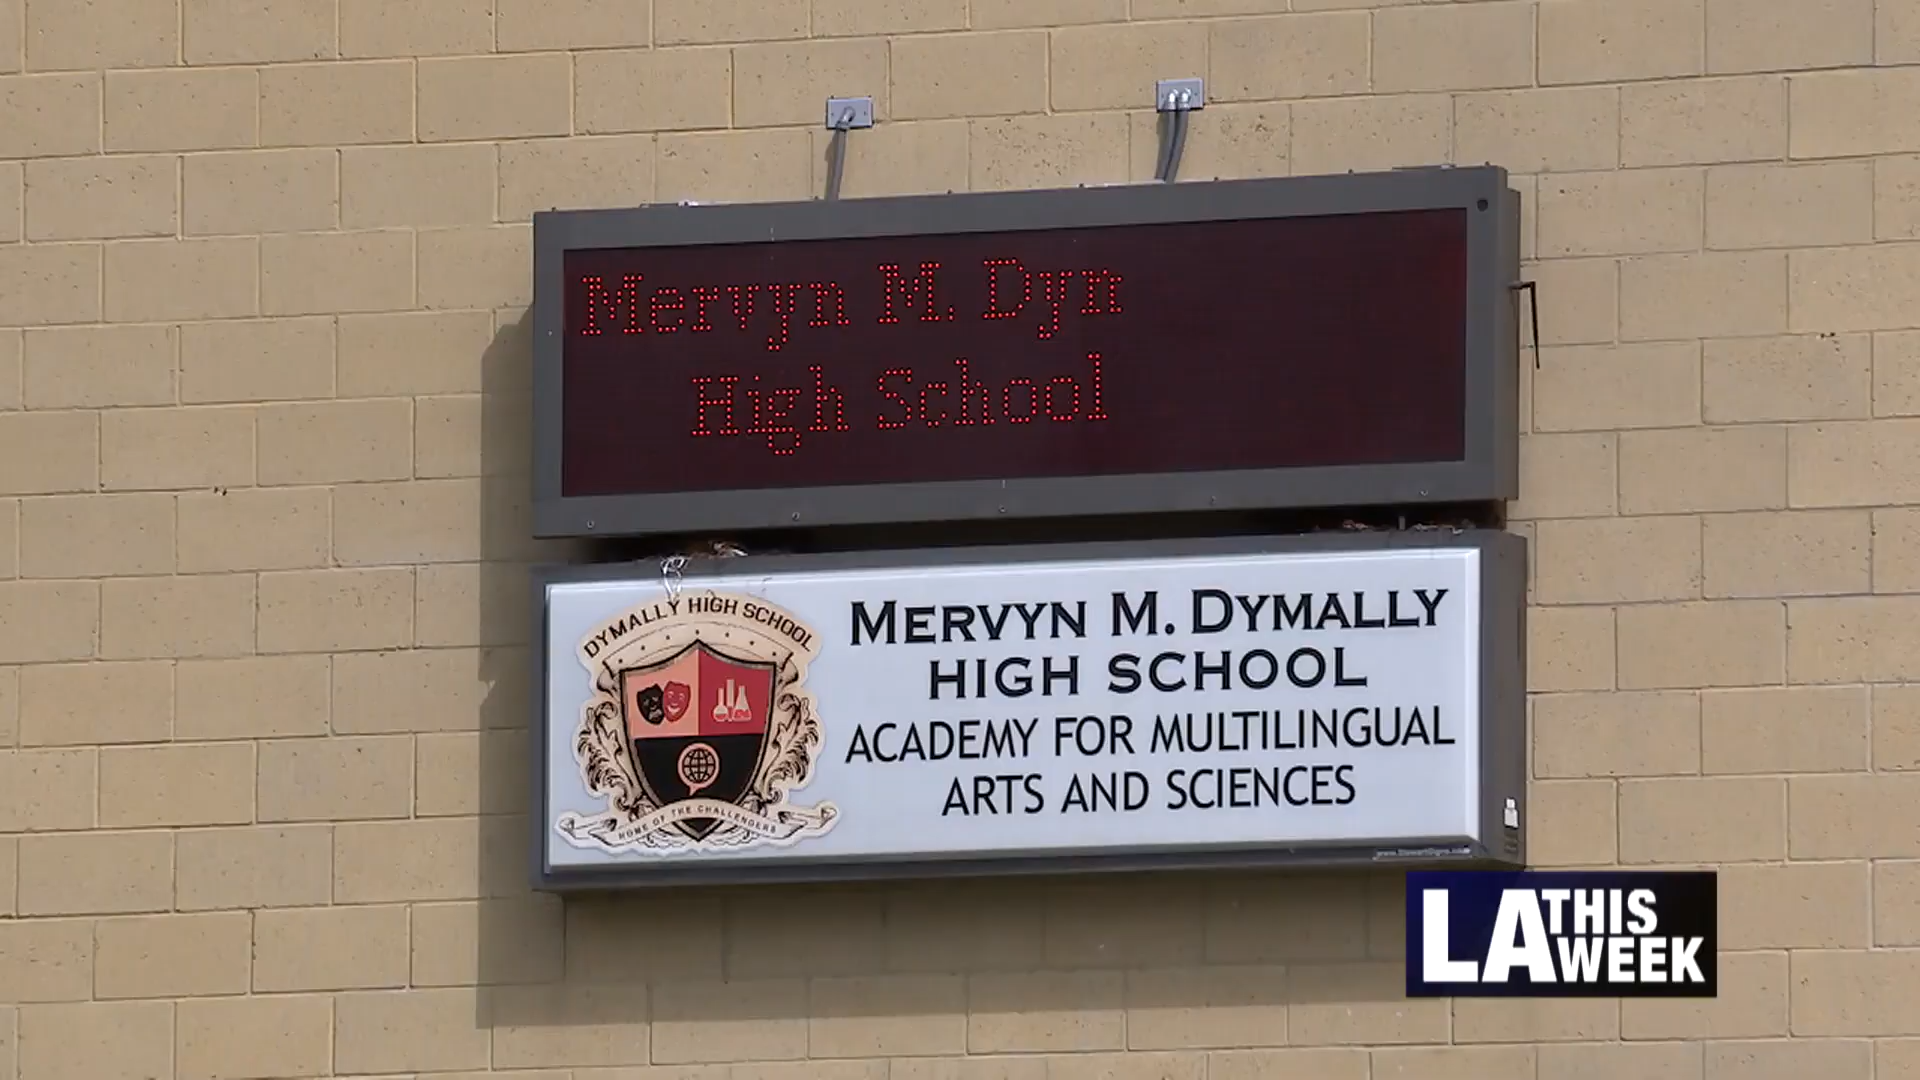 Mervyn M. Dyn
High School
DYMALLY HIGH SCHOOL
HOME OF THE CHALLENGERS
MERVYN M. DYMALLY
HIGH SCHOOL
ACADEMY FOR MULTILINGUAL
ARTS AND SCIENCES
LA THIS
WEEK